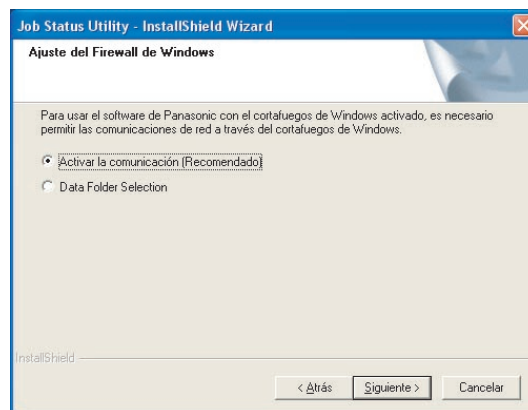 Job Status Utility - InstallShield Wizard
Ajuste del Firewall de Windows
Para usar el software de Panasonic con el cortafuegos de Windows activado, es necesario
permitir las comunicaciones de red a través del cortafuegos de Windows.
Activar la comunicación (Recomendado)
Data Folder Selection
InstallShield
< Atrás
Siguiente >
Cancelar